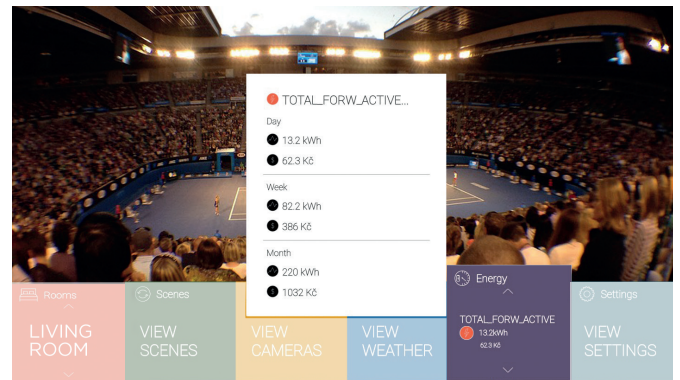 TOTAL_FORW_ACTIVE...
Day
13.2 kWh
62.3 Kč
Week
82.2 kWh
386 Kč
Month
220 kWh
1032 Kč
Rooms
LIVING
ROOM
Scenes
VIEW
SCENES
VIEW
CAMERAS
VIEW
WEATHER
Energy
TOTAL_FORW_ACTIVE
13.2kWh
62.3 Kč
Settings
VIEW
SETTINGS